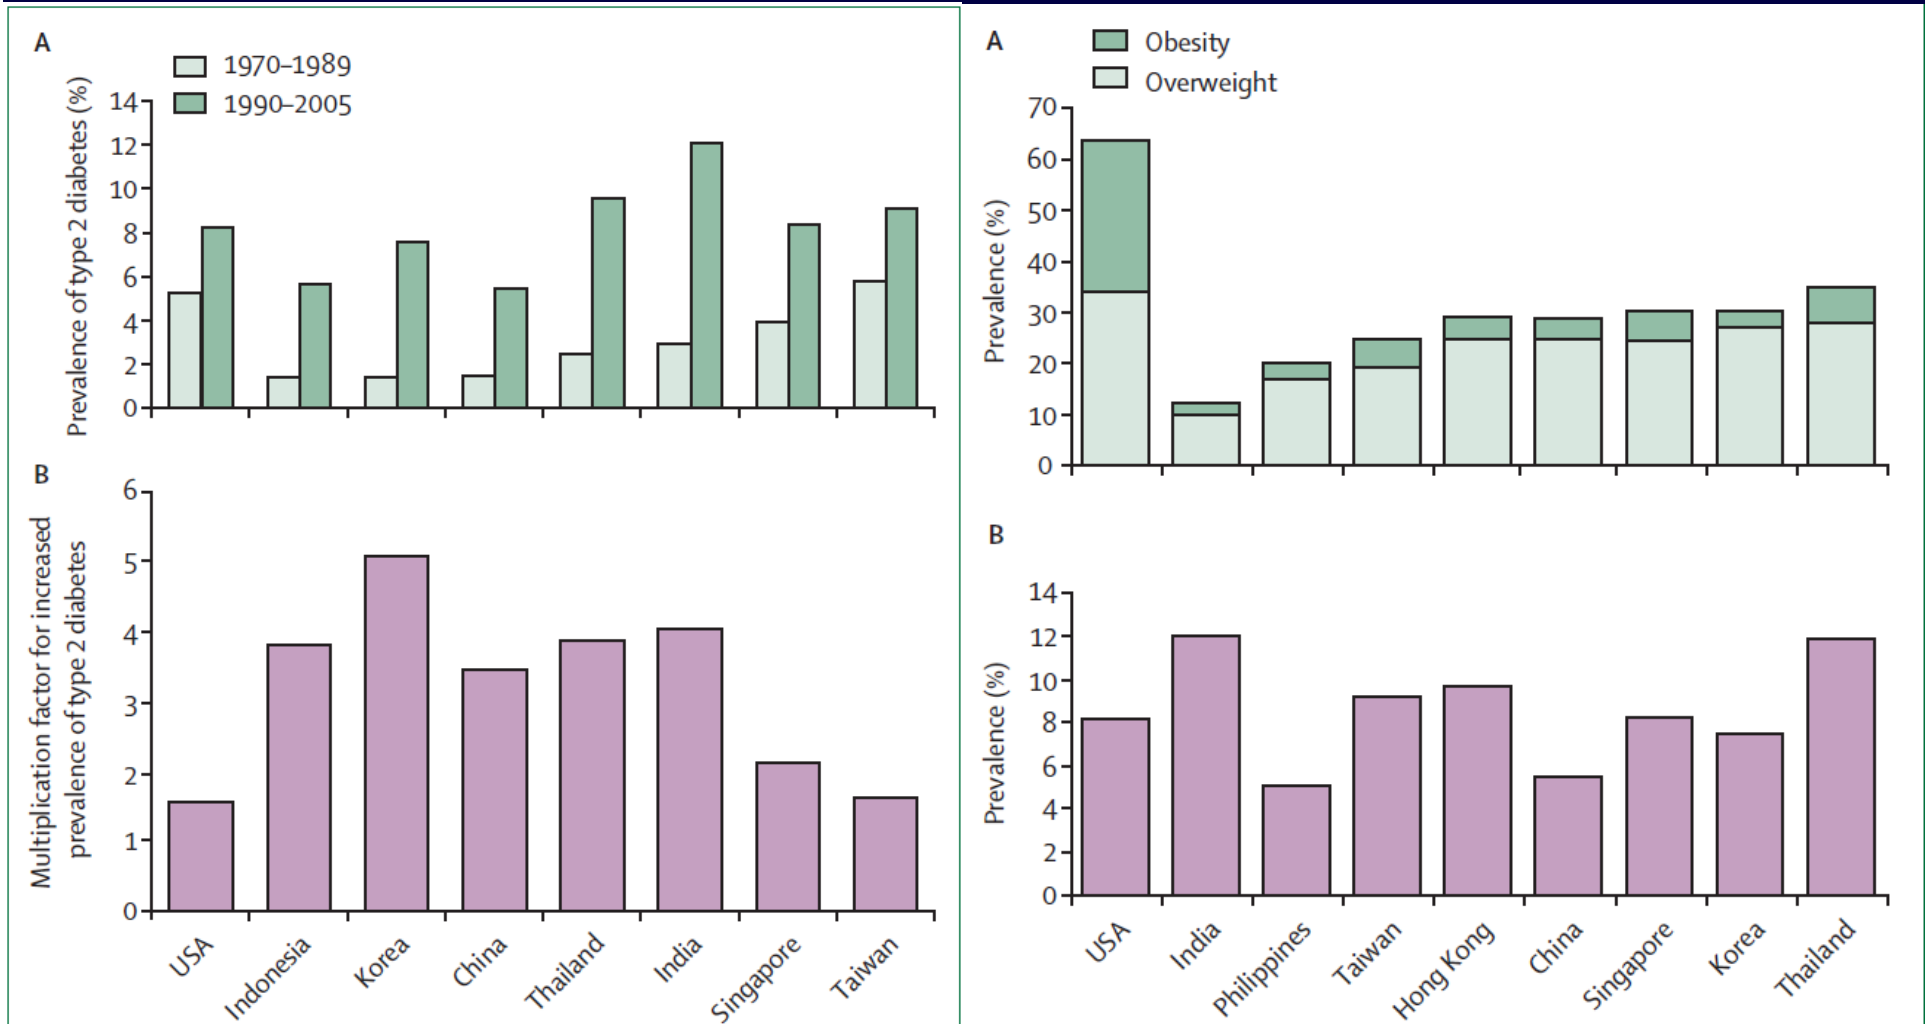 A
1970–1989
1990–2005
Prevalence of type 2 diabetes (%)
14
12
10
8
6
4
2
0
B
Multiplication factor for increased
prevalence of type 2 diabetes
6
5
4
3
2
1
0
USA
Indonesia
Korea
China
Thailand
India
Singapore
Taiwan
A
Obesity
Overweight
Prevalence (%)
70
60
50
40
30
20
10
0
B
Prevalence (%)
14
12
10
8
6
4
2
0
USA
India
Philippines
Taiwan
Hong Kong
China
Singapore
Korea
Thailand